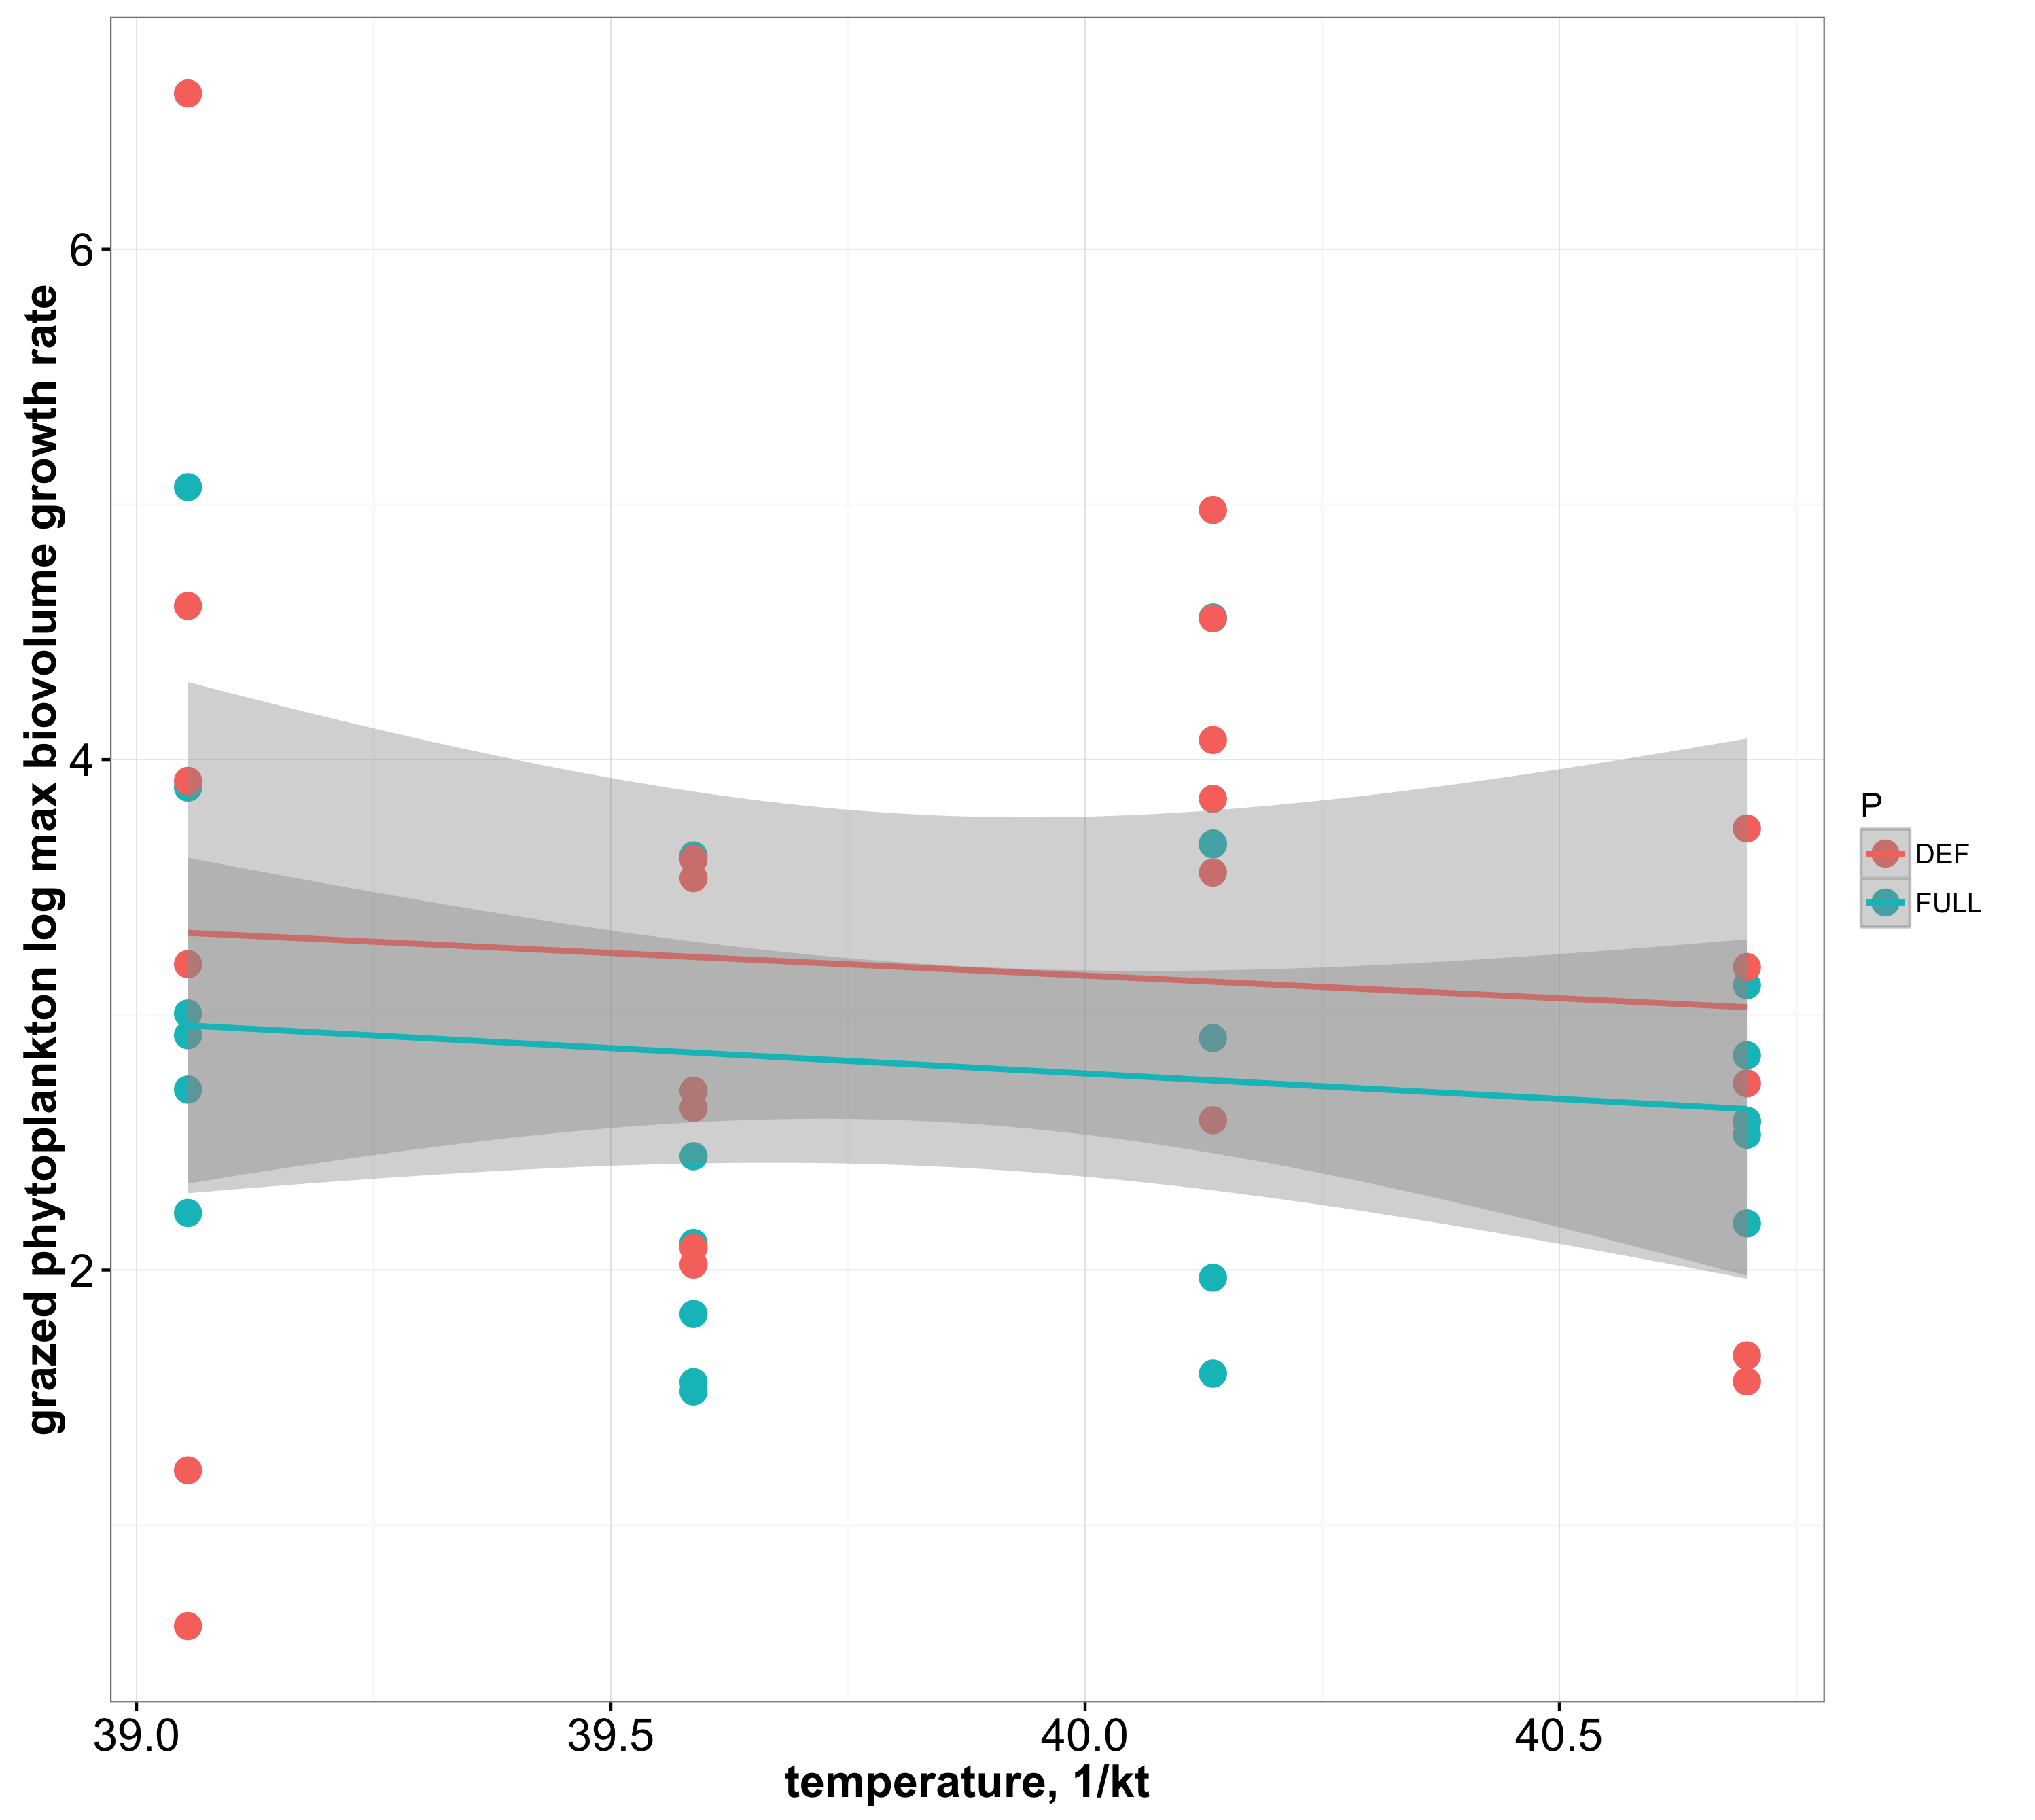 grazed phytoplankton log max biovolume growth rate
6
4
2
39.0
39.5
40.0
40.5
temperature, 1/kt
P
DEF
FULL